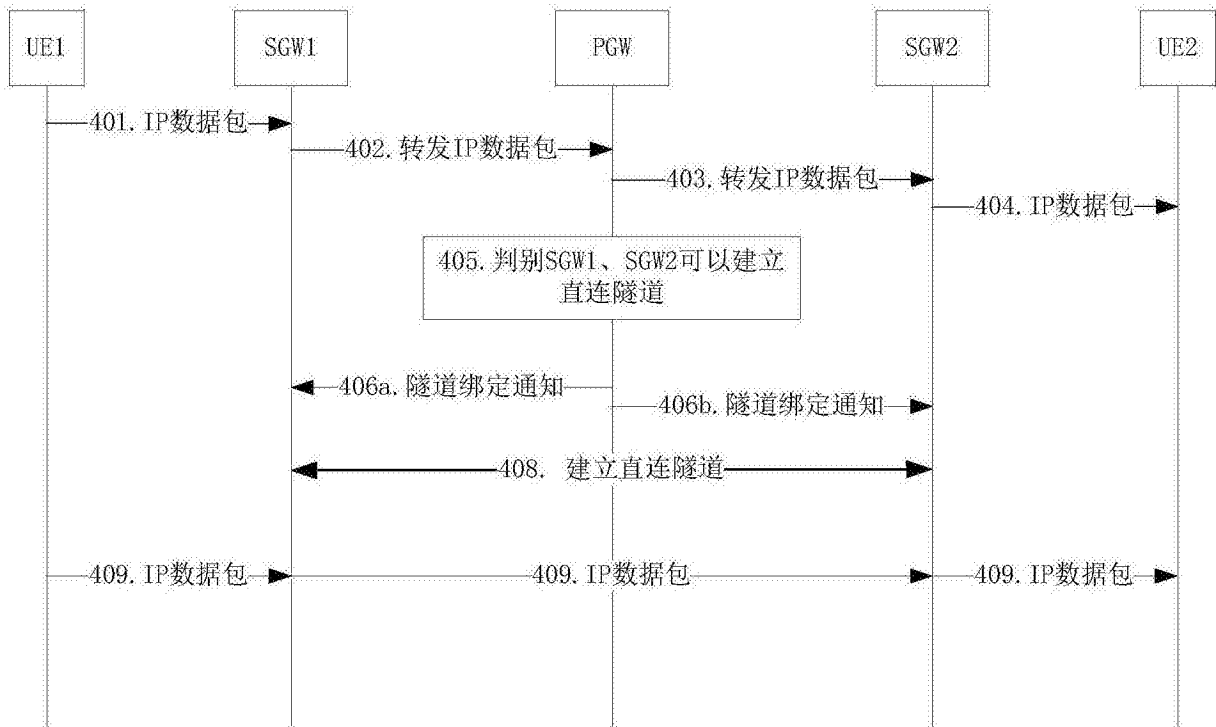 UE1
SGW1
PGW
SGW2
UE2
401.IP数据包
402.转发IP数据包
403.转发IP数据包
404.IP数据包
405.判别SGW1、SGW2可以建立
直连隧道
406a.隧道绑定通知
406b.隧道绑定通知
408. 建立直连隧道
409.IP数据包
409.IP数据包
409.IP数据包